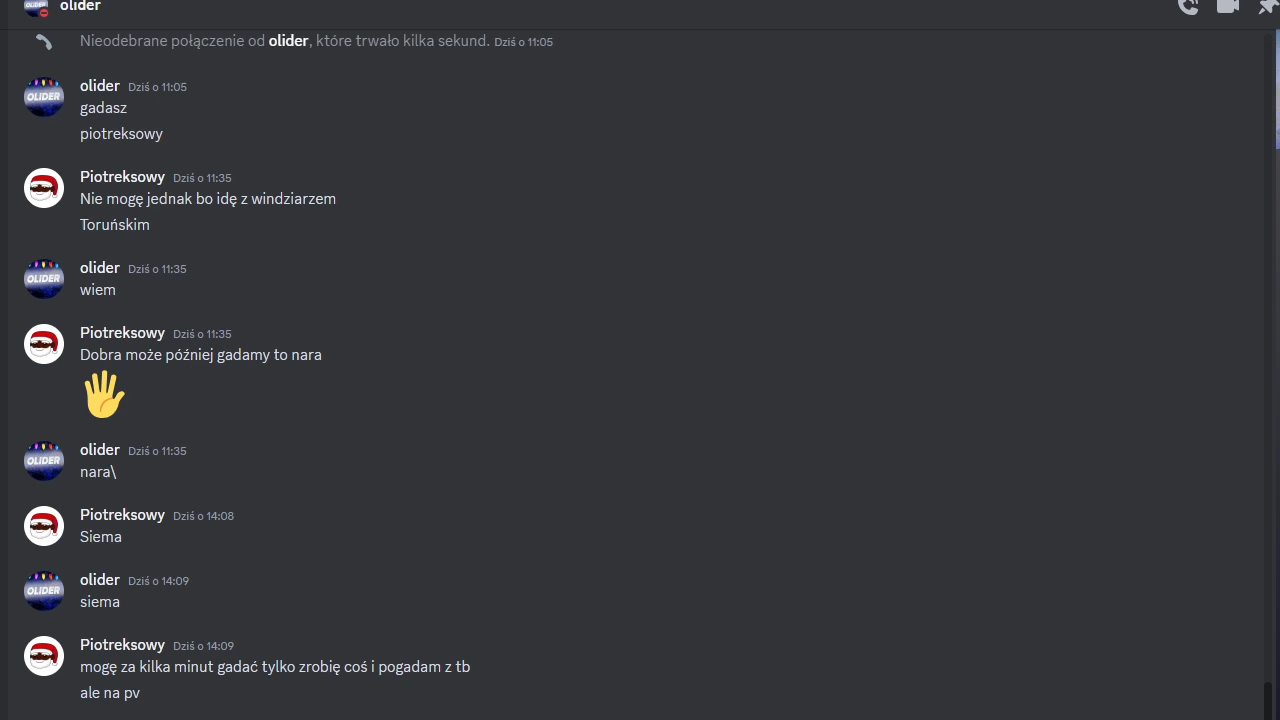 olider
Nieodebrane połączenie od olider, które trwało kilka sekund. Dziś o 11:05
olider Dziś o 11:05
gadasz
piotreksowy
Piotreksowy Dziś o 11:35
Nie mogę jednak bo idę z windziarzem
Toruńskim
olider Dziś o 11:35
wiem
Piotreksowy Dziś o 11:35
Dobra może później gadamy to nara
olider Dziś o 11:35
nara\
Piotreksowy Dziś o 14:08
Siema
olider Dziś o 14:09
siema
Piotreksowy Dziś o 14:09
mogę za kilka minut gadać tylko zrobię coś i pogadam z tb
ale na pv
OLIDER
OLIDER
OLIDER
OLIDER